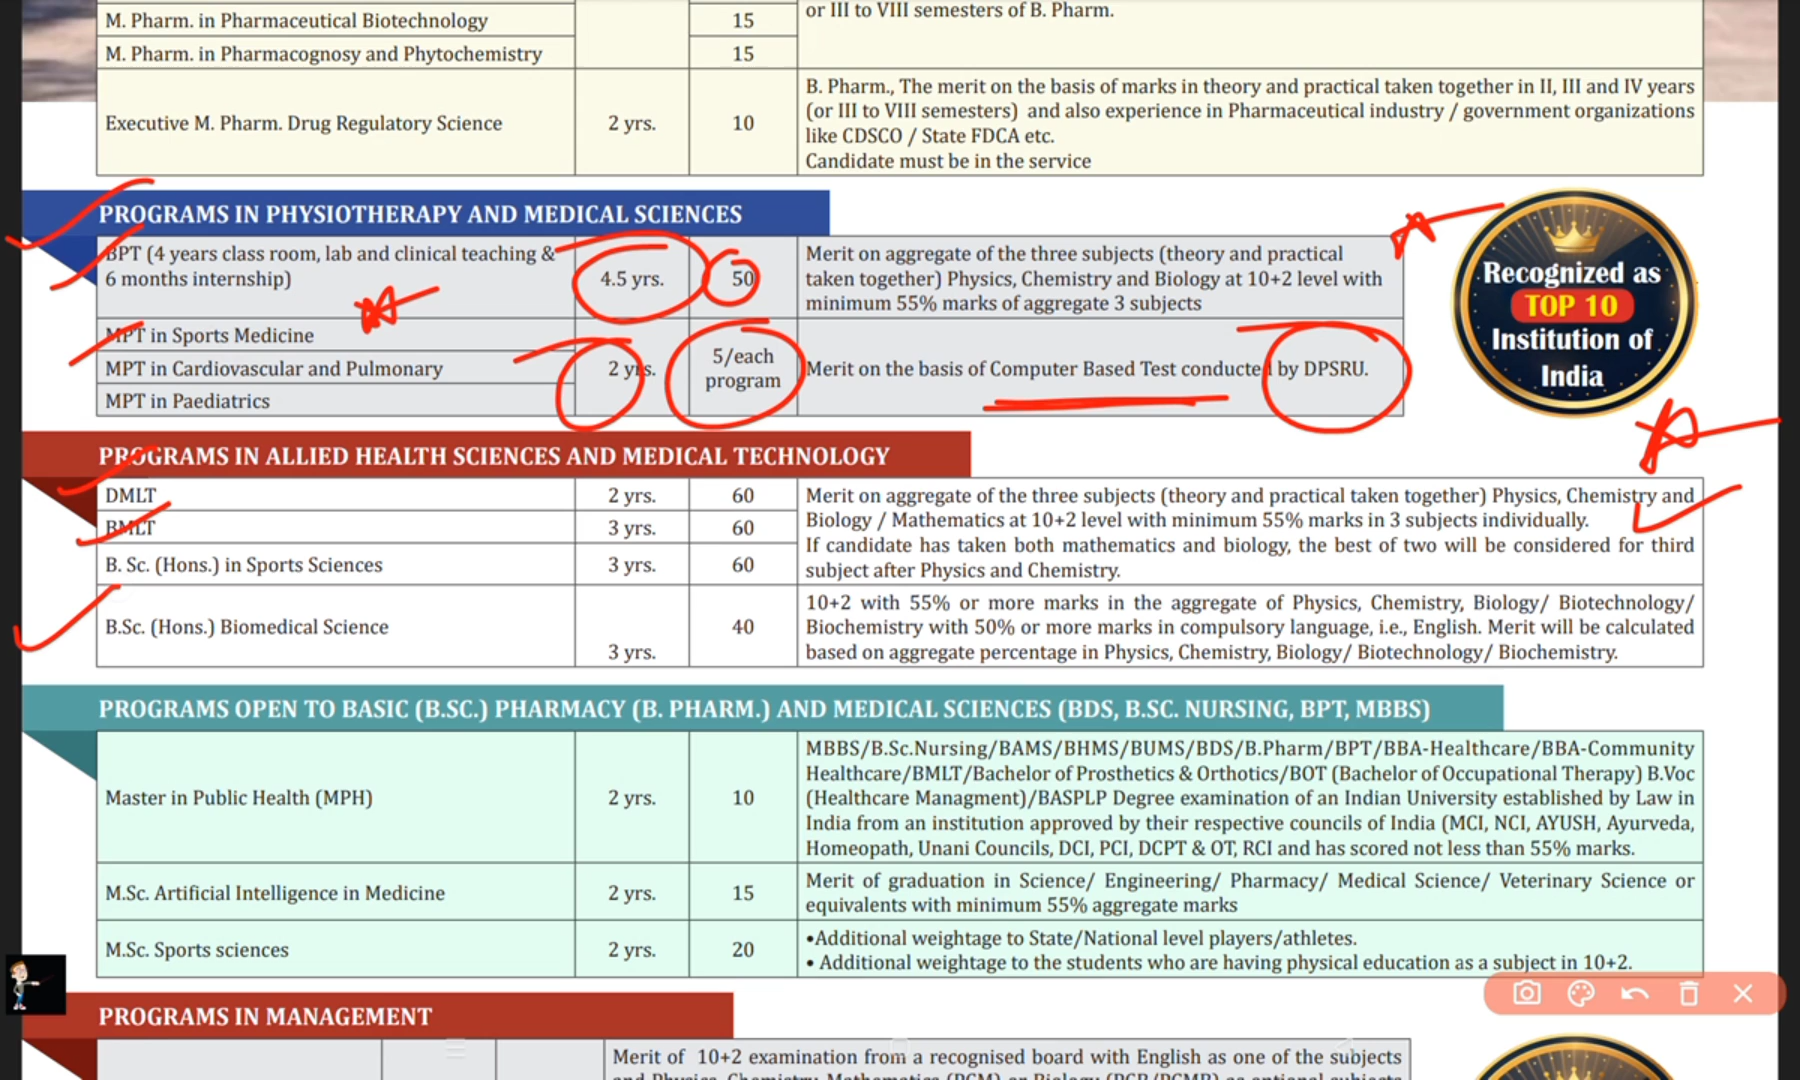 M. Pharm. in Pharmaceutical Biotechnology
15
or III to VIII semesters of B. Pharm.
M. Pharm. in Pharmacognosy and Phytochemistry
15
Executive M. Pharm. Drug Regulatory Science
2 yrs.
10
B. Pharm., The merit on the basis of marks in theory and practical taken together in II, III and IV years
(or III to VIII semesters) and also experience in Pharmaceutical industry / government organizations
like CDSCO / State FDCA etc.
Candidate must be in the service
PROGRAMS IN PHYSIOTHERAPY AND MEDICAL SCIENCES
BPT (4 years class room, lab and clinical teaching &
6 months internship)
4.5 yrs.
50
Merit on aggregate of the three subjects (theory and practical
taken together) Physics, Chemistry and Biology at 10+2 level with
minimum 55% marks of aggregate 3 subjects
MPT in Sports Medicine
MPT in Cardiovascular and Pulmonary
MPT in Paediatrics
2 yrs.
5/each
program
Merit on the basis of Computer Based Test conducted by DPSRU.
Recognized as
TOP 10
Institution of
India
PROGRAMS IN ALLIED HEALTH SCIENCES AND MEDICAL TECHNOLOGY
DMLT
2 yrs.
60
BMLT
3 yrs.
60
B. Sc. (Hons.) in Sports Sciences
3 yrs.
60
Merit on aggregate of the three subjects (theory and practical taken together) Physics, Chemistry and
Biology / Mathematics at 10+2 level with minimum 55% marks in 3 subjects individually.
If candidate has taken both mathematics and biology, the best of two will be considered for third
subject after Physics and Chemistry.
B.Sc. (Hons.) Biomedical Science
3 yrs.
40
10+2 with 55% or more marks in the aggregate of Physics, Chemistry, Biology/ Biotechnology/
Biochemistry with 50% or more marks in compulsory language, i.e., English. Merit will be calculated
based on aggregate percentage in Physics, Chemistry, Biology/ Biotechnology/ Biochemistry.
PROGRAMS OPEN TO BASIC (B.SC.) PHARMACY (B. PHARM.) AND MEDICAL SCIENCES (BDS, B.SC. NURSING, BPT, MBBS)
Master in Public Health (MPH)
2 yrs.
10
MBBS/B.Sc.Nursing/BAMS/BHMS/BUMS/BDS/B.Pharm/BPT/BBA-Healthcare/BBA-Community
Healthcare/BMLT/Bachelor of Prosthetics & Orthotics/BOT (Bachelor of Occupational Therapy) B.Voc
(Healthcare Managment)/BASPLP Degree examination of an Indian University established by Law in
India from an institution approved by their respective councils of India (MCI, NCI, AYUSH, Ayurveda,
Homeopath, Unani Councils, DCI, PCI, DCPT & OT, RCI and has scored not less than 55% marks.
M.Sc. Artificial Intelligence in Medicine
2 yrs.
15
Merit of graduation in Science/ Engineering/ Pharmacy/ Medical Science/ Veterinary Science or
equivalents with minimum 55% aggregate marks
M.Sc. Sports sciences
2 yrs.
20
•Additional weightage to State/National level players/athletes.
• Additional weightage to the students who are having physical education as a subject in 10+2.
PROGRAMS IN MANAGEMENT
Merit of 10+2 examination from a recognised board with English as one of the subjects
and Physics, Chemistry, Mathematics (PCM) or Biology (PCB/PCMB) as optional subjects